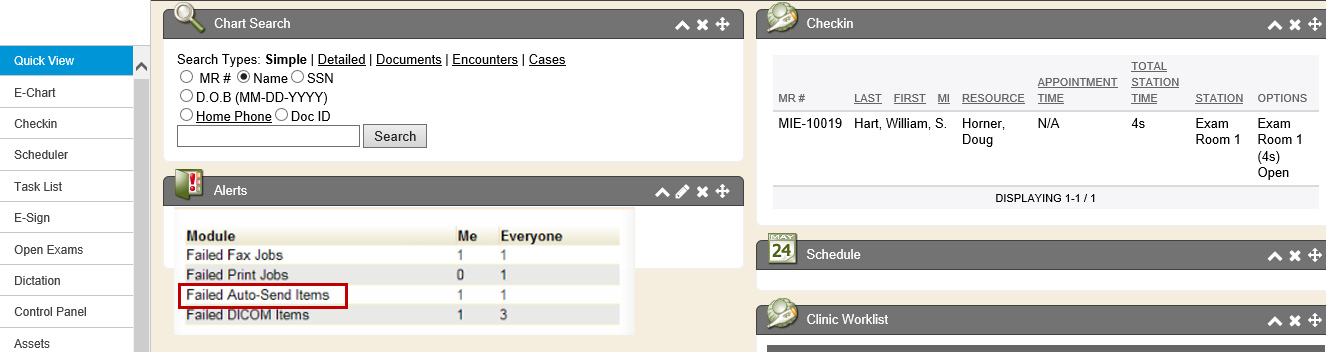 Quick View
E-Chart
Checkin
Scheduler
Task List
E-Sign
Open Exams
Dictation
Control Panel
Assets
Chart Search
Search Types: Simple | Detailed | Documents | Encounters | Cases
MR # Name SSN
D.O.B (MM-DD-YYYY)
Home Phone Doc ID
Search
Alerts
Module Me Everyone
Failed Fax Jobs 1 1
Failed Print Jobs 0 1
Failed Auto-Send Items 1 1
Failed DICOM Items 1 3
Checkin
MR # LAST FIRST MI RESOURCE APPOINTMENT TIME TOTAL STATION TIME STATION OPTIONS
MIE-10019 Hart, William, S. Horner, Doug N/A 4s Exam Room 1 Exam Room 1 (4s) Open
DISPLAYING 1-1 / 1
MAY
24
Schedule
Clinic Worklist